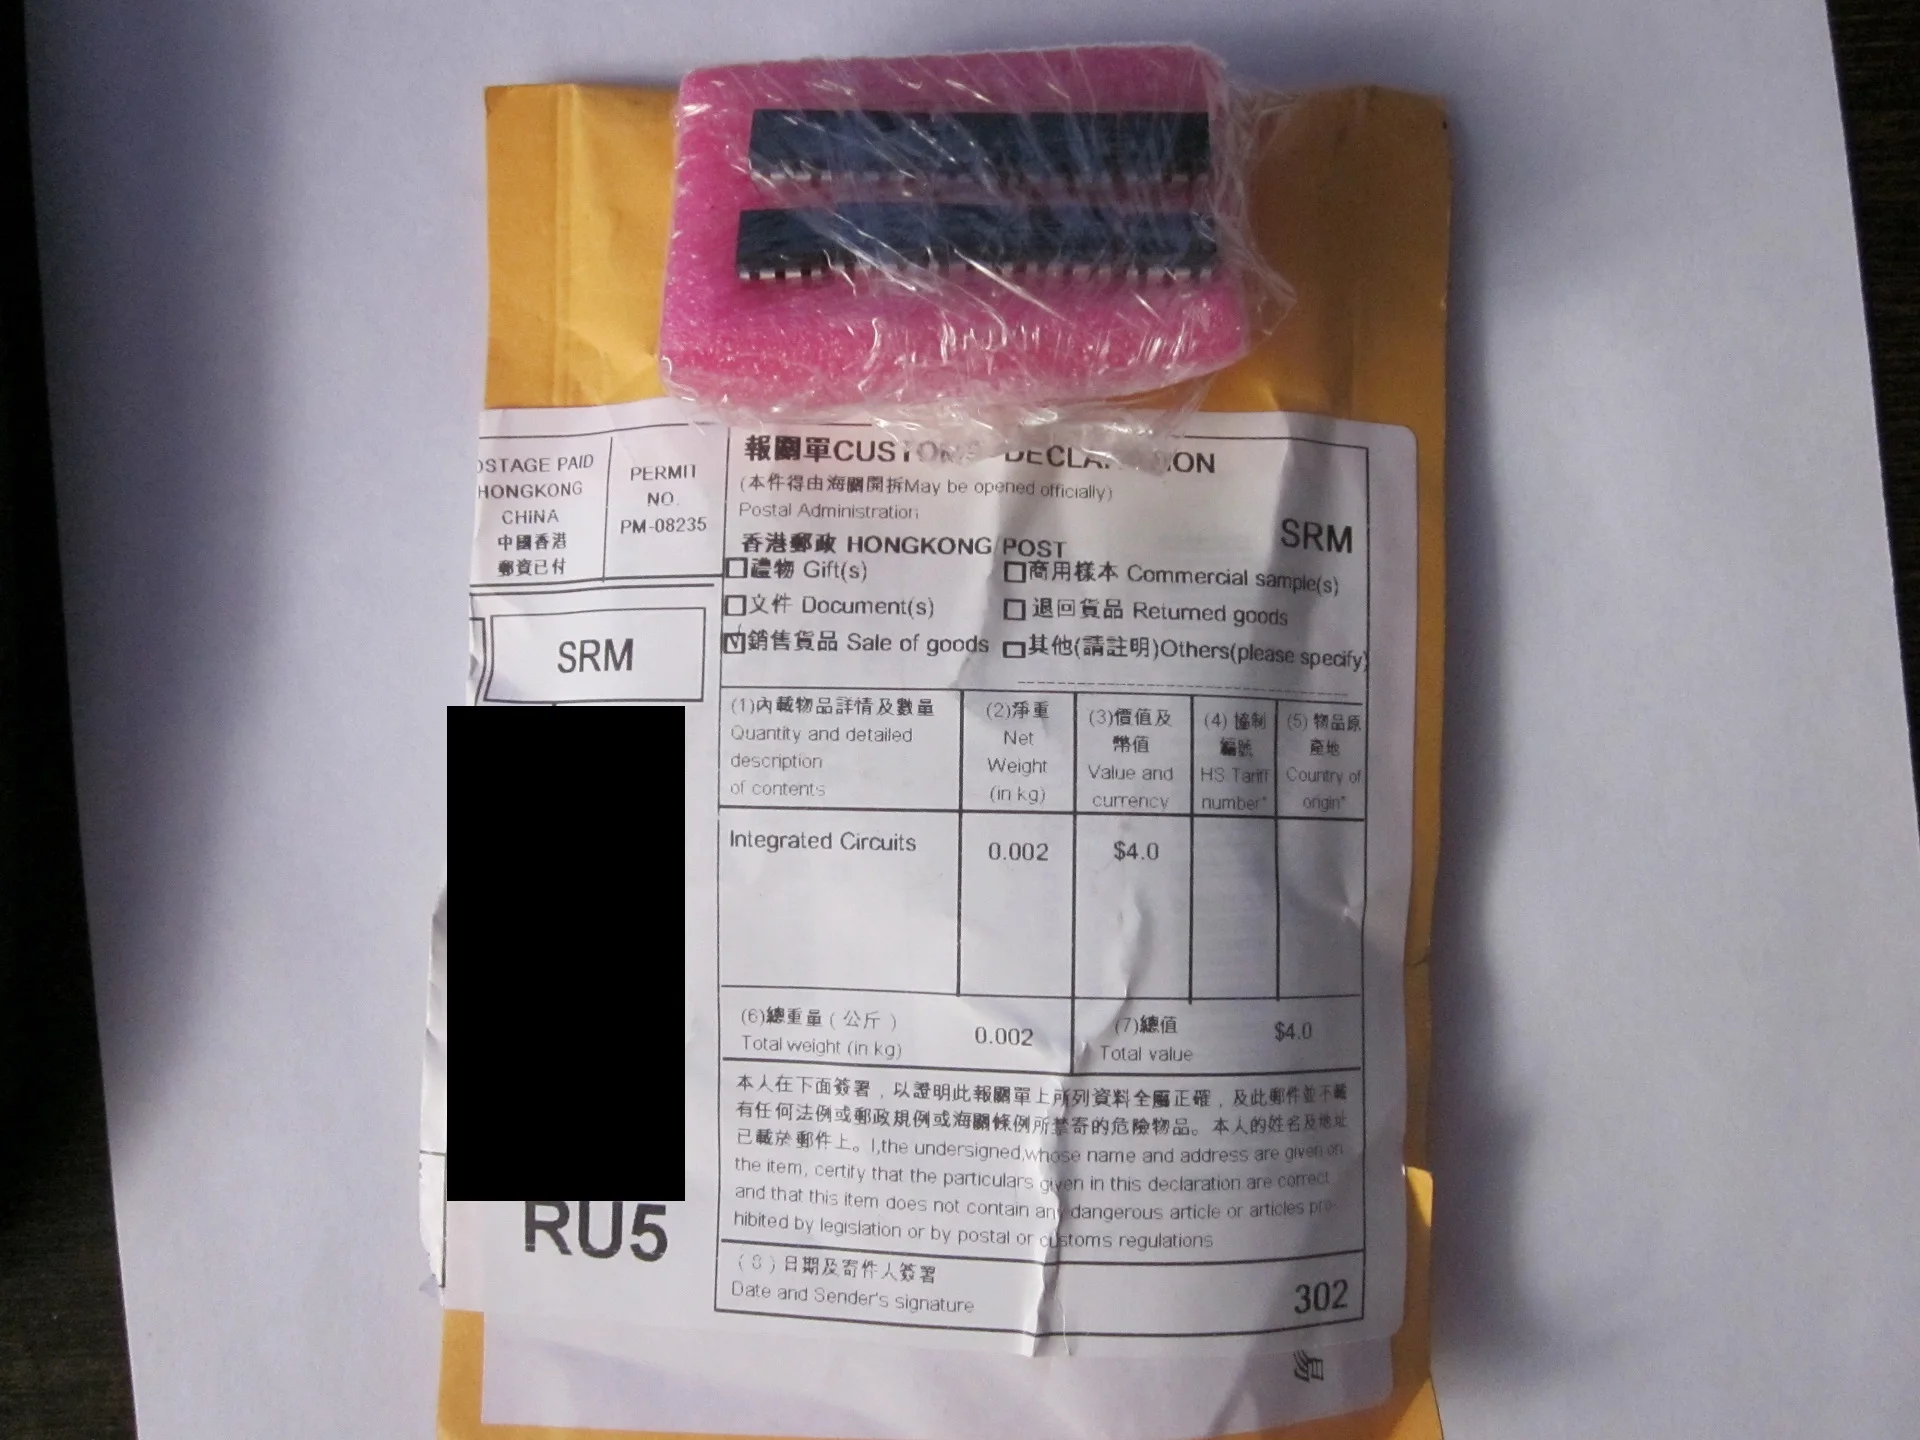 OSTAGE PAID
HONGKONG
CHINA
中國香港
郵資已付
PERMIT
NO.
PM-08235
SRM
RU5
報關單CUSTOMS DECLARATION
(本件得由海關開拆May be opened officially)
Postal Administration
SRM
香港郵政 HONGKONG POST
禮物 Gift(s)
商用樣本 Commercial sample(s)
文件 Document(s)
退回貨品 Returned goods
銷售貨品 Sale of goods
其他(請註明)Others(please specify)
(1)內載物品詳情及數量
Quantity and detailed
description
of contents
(2)淨重
Net
Weight
(in kg)
(3)價值及
幣值
Value and
currency
(4) 協制
編號
HS Tariff
number*
(5) 物品原
產地
Country of
origin*
Integrated Circuits
0.002
$4.0
(6)總重量(公斤)
Total weight (in kg)
0.002
(7)總值
Total value
$4.0
本人在下面簽署,以證明此報關單上所列資料全屬正確,及此郵件並不載
有任何法例或郵政規例或海關條例所禁寄的危險物品。本人的姓名及地址
已載於郵件上。I,the undersigned,whose name and address are given on
the item, certify that the particulars given in this declaration are correct
and that this item does not contain any dangerous article or articles pro-
hibited by legislation or by postal or customs regulations
(8)日期及寄件人簽署
Date and Sender's signature
302
易